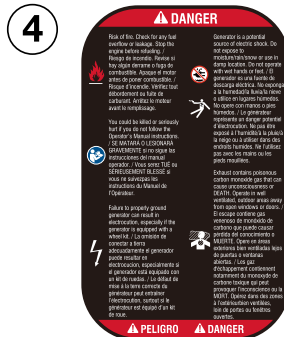 4
DANGER
Risk of fire. Check for any fuel
overflow or leakage. Stop the
engine before refuding. /
Riesgo de incendio. Revise si
hay algún derrame o fuga de
combustible. Apaque el motor
antes de poner combustible. /
Risque d'incendie. Vérifiez tout
débordement ou fuite de
carburant. Arrêtez le moteur
avant le remplissage.
You could be killed or seriously
hurt if you do not follow the
Operator's Manual instructions.
/ SE MATARA O LESIONARA
GRAVEMENTE si no sigue las
instrucciones del manual
operador. / Vous serez TUÉ ou
SÉRIEUSEMENT BLESSÉ si
vous ne suivezpas les
instructions du Manuel de
l'Opérateur.
Failure to properly ground
generator can result in
electrocution, especially if the
generator is equipped with a
wheel kit. / La omisión de
conectar a tierra
adecuadamente el generador
puede resultar en
electrocución, especialmente si
el generador está equipado con
un kit de ruedas. / Le défaut de
mise à la terre correcte du
générateur peut entraîner
l'électrocution, surtout si le
générateur est équipé d'un kit
de roue.
Generator is a potential
source of electric shock. Do
not expose to
moisture/rain/snow or use in
damp location. Do not operate
with wet hands or feet. / El
generador es una fuente de
descarga eléctrica. No exponga
a la humedad/la lluvia/la nieve
o utilice en lugares húmedos.
No opere con manos o pies
húmedos. / Le générateur
représente un danger potentiel
d'électrocution. Ne pas être
exposé à l'humidité/à la pluie/à
la neige ou à utiliser dans des
endroits humides. Ne l'utilisez
pas avec les mains ou les
pieds mouillées.
Exhaust contains poisonous
carbon monoxide gas that can
cause unconsciousness or
DEATH. Operate in well
ventilated, outdoor areas away
from open windows or doors. /
El escape contiene gas
venenoso de monóxido de
carbono que puede causar
perdida del conocimiento o
MUERTE. Opere en áreas
exteriores bien ventiladas lejos
de puertas o ventanas
abiertas. / Les gaz
d'échappement contiennent
notamment du monoxyde de
carbone toxique qui peut
provoquer l'inconscience ou la
MORT. Opérez dans des zones
à l'extérieurbien ventilées,
loin de portes ou fenêtres
ouvertes.
PELIGRO DANGER